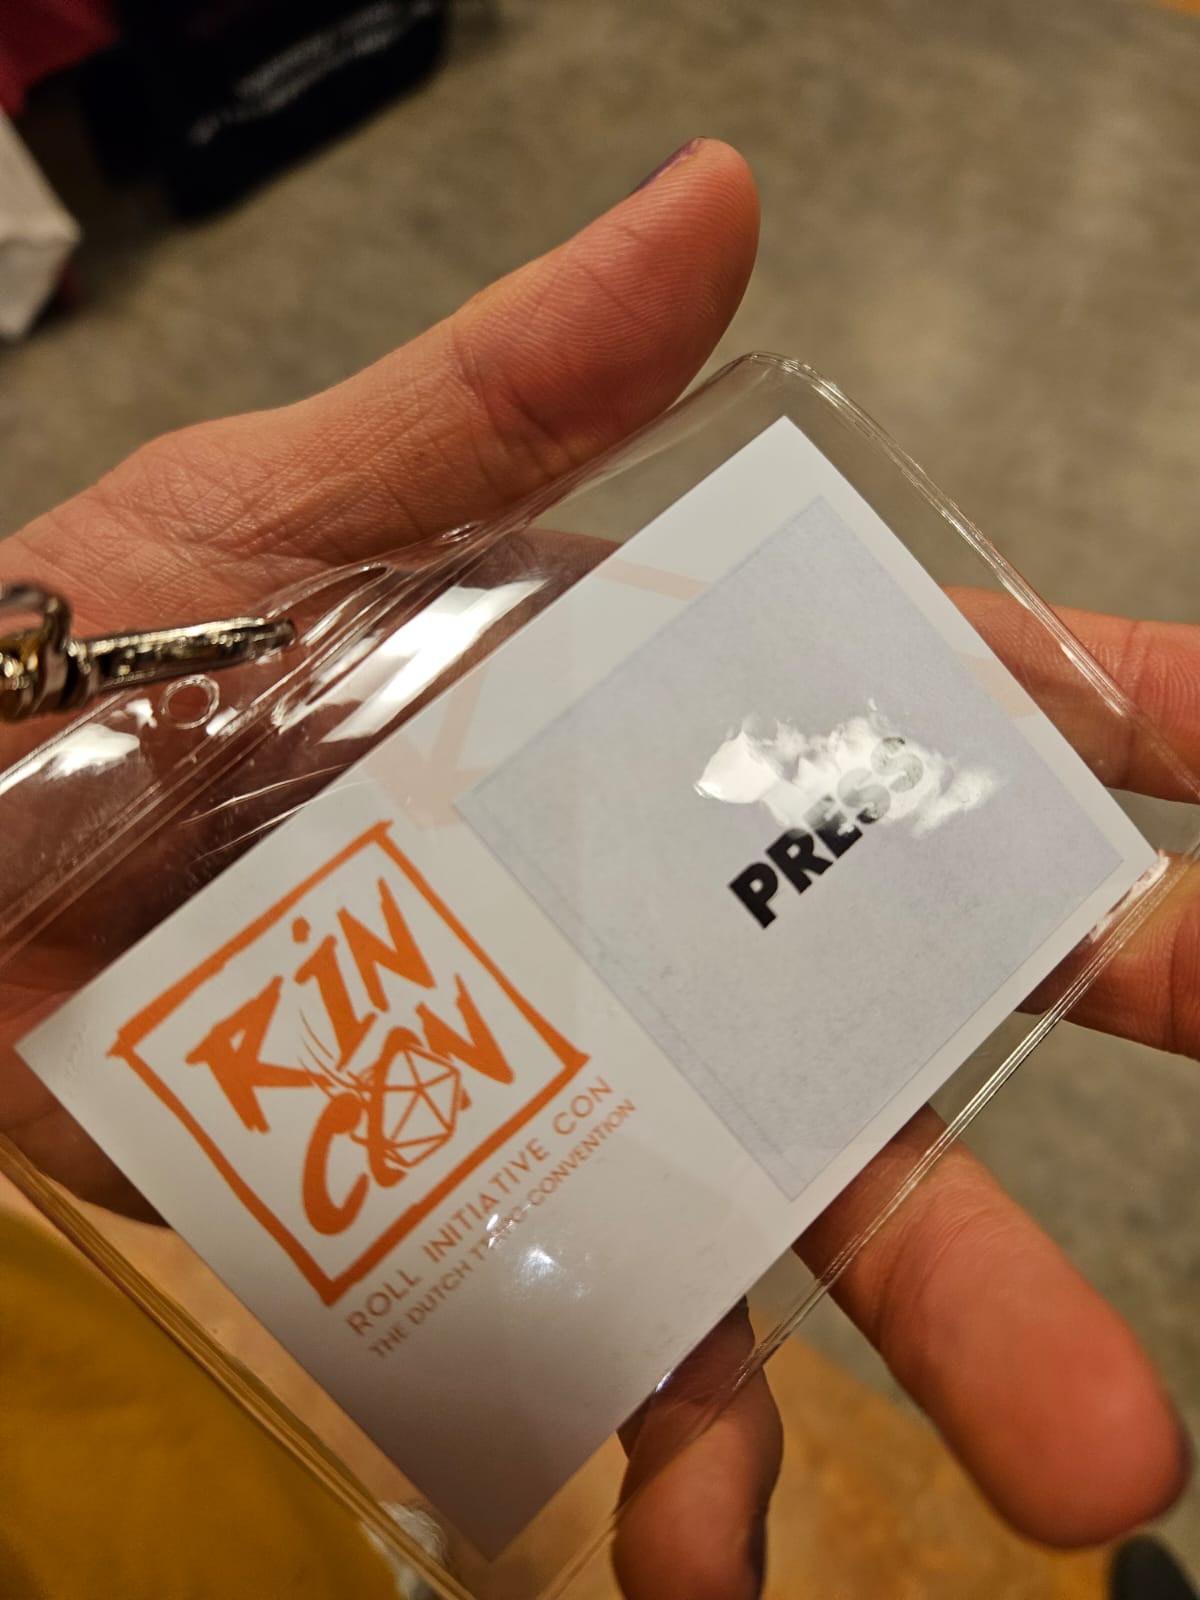 RiN
CON
ROLL INITIATIVE CON
THE DUTCH TTRPG CONVENTION
PRESS